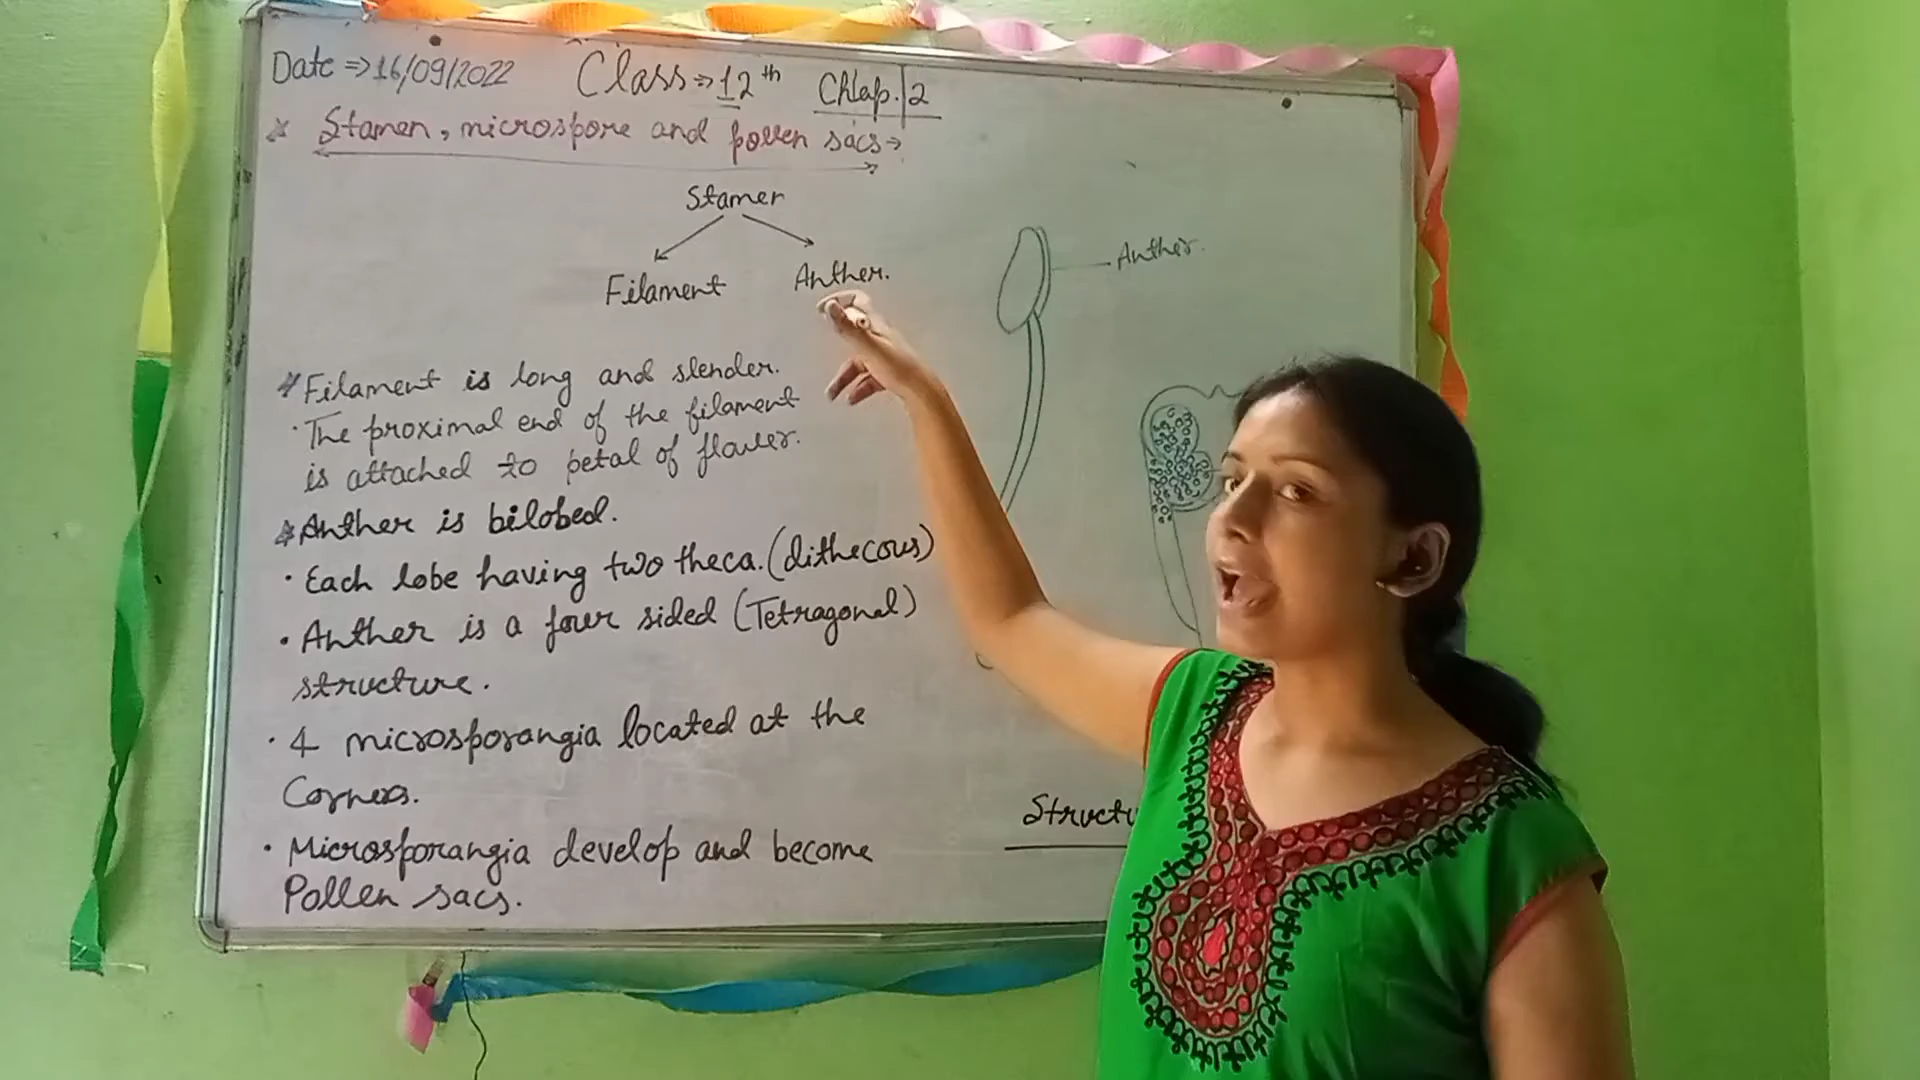 Date ⇒ 16/09/2022 Class ⇒ 12th Chap. 2
Stamen, microspore and pollen sacs →
Stamen
Filament Anther.
Anther.
Filament is long and slender.
· The proximal end of the filament
is attached to petal of flower.
Anther is bilobed.
· Each lobe having two theca. (dithecous)
· Anther is a four sided (Tetragonal)
structure.
· 4 microsporangia located at the
Corners.
· Microsporangia develop and become
Pollen sacs.
Structu